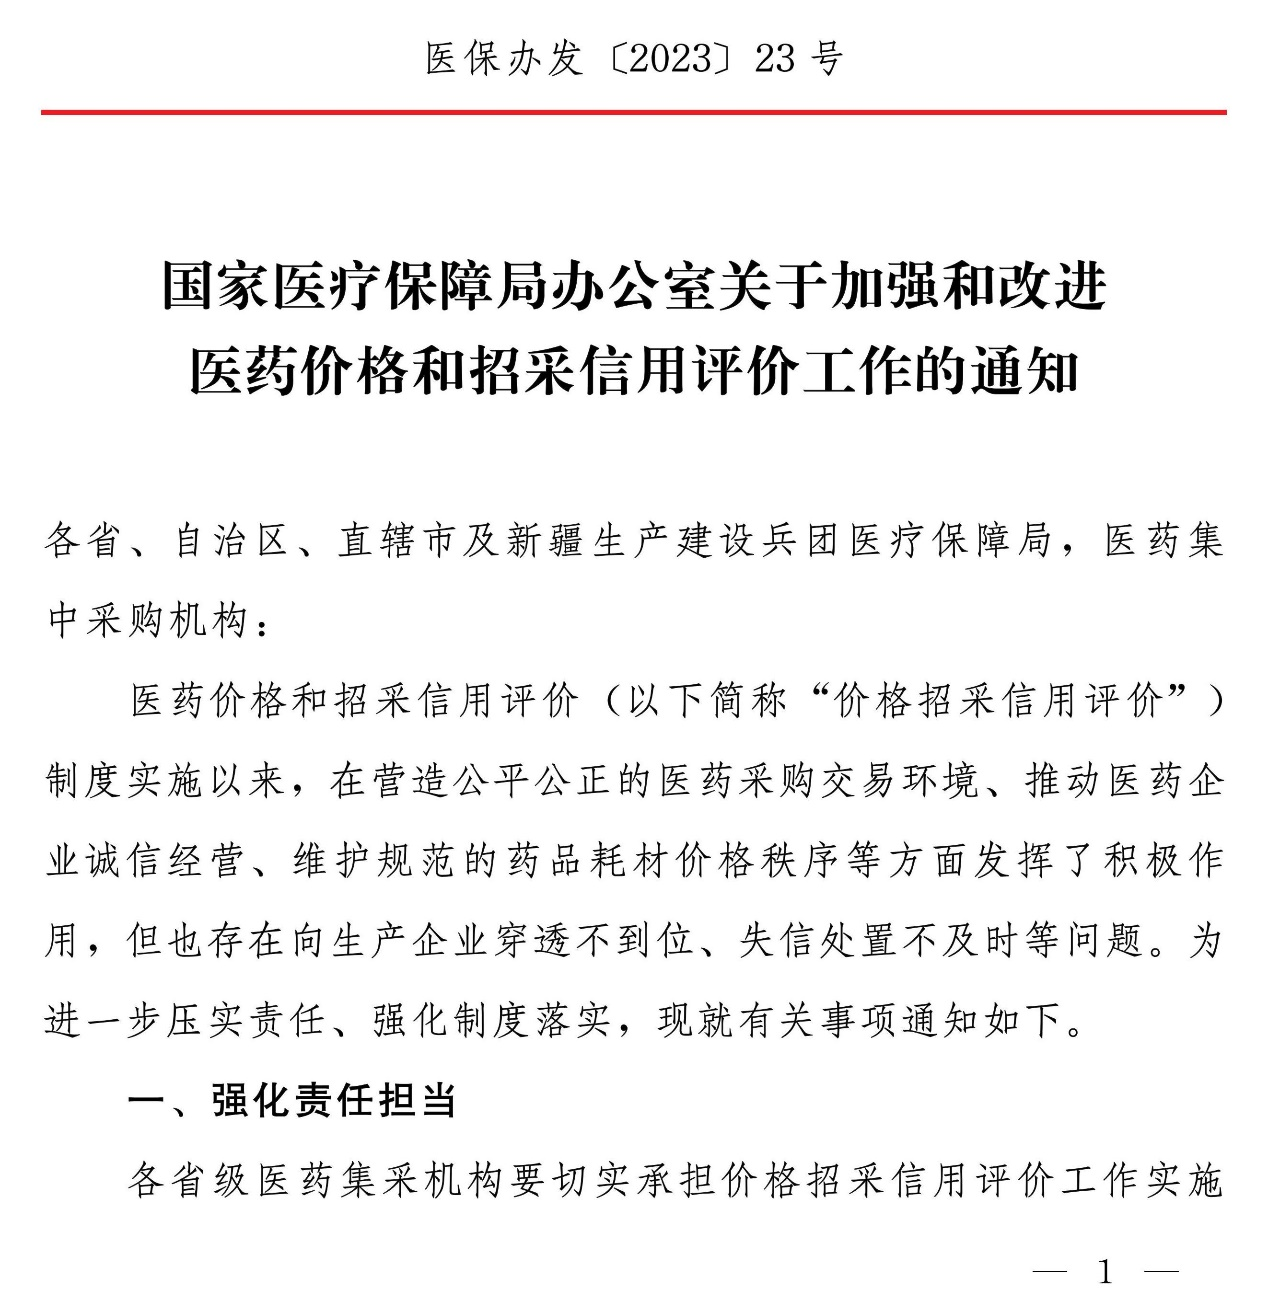 医保办发〔2023〕23 号
国家医疗保障局办公室关于加强和改进
医药价格和招采信用评价工作的通知
各省、自治区、直辖市及新疆生产建设兵团医疗保障局，医药集
中采购机构：
医药价格和招采信用评价（以下简称“价格招采信用评价”）
制度实施以来，在营造公平公正的医药采购交易环境、推动医药企
业诚信经营、维护规范的药品耗材价格秩序等方面发挥了积极作
用，但也存在向生产企业穿透不到位、失信处置不及时等问题。为
进一步压实责任、强化制度落实，现就有关事项通知如下。
一、强化责任担当
各省级医药集采机构要切实承担价格招采信用评价工作实施
— 1 —